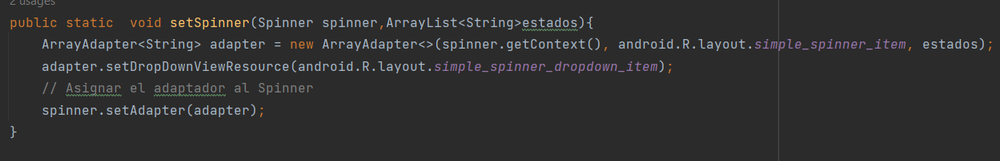 2 usages
public static  void setSpinner(Spinner spinner,ArrayList<String>estados){
    ArrayAdapter<String> adapter = new ArrayAdapter<>(spinner.getContext(), android.R.layout.simple_spinner_item, estados);
    adapter.setDropDownViewResource(android.R.layout.simple_spinner_dropdown_item);
    // Asignar el adaptador al Spinner
    spinner.setAdapter(adapter);
}